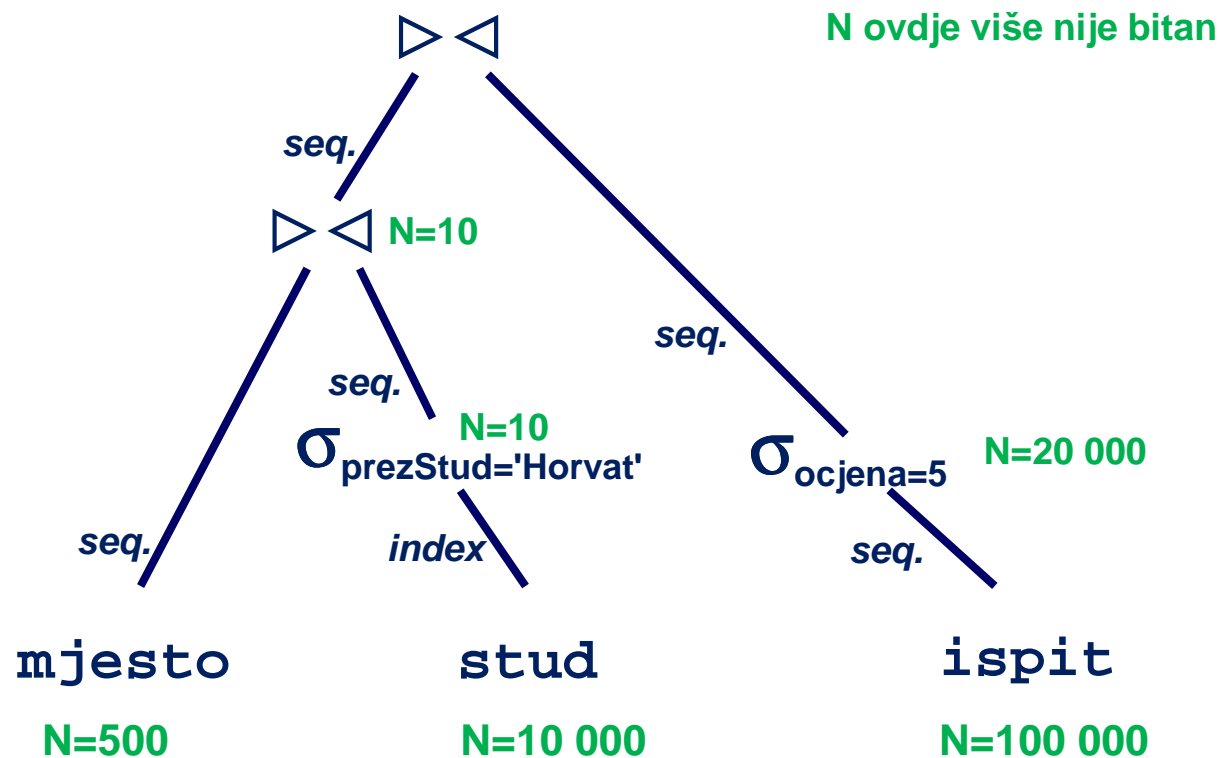 N ovdje više nije bitan
seq.
N=10
seq.
seq.
N=10
σprezStud='Horvat'
σocjena=5
N=20 000
seq.
index
seq.
mjesto
stud
ispit
N=500
N=10 000
N=100 000